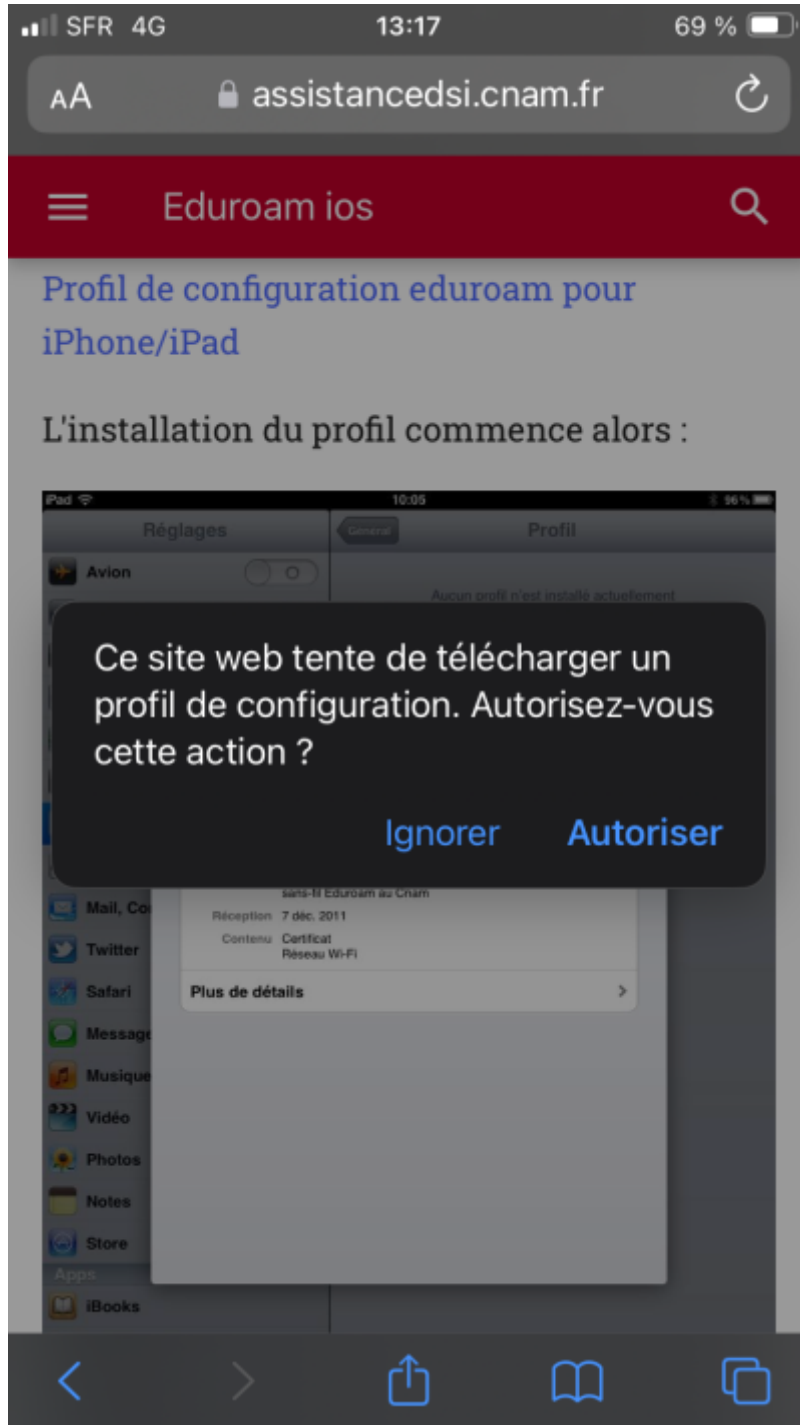 SFR 4G 13:17 69 %
AA assistancedsi.cnam.fr
Eduroam ios
Profil de configuration eduroam pour
iPhone/iPad
L'installation du profil commence alors :
iPad 10:05 96%
Réglages Général Profil
Avion
Aucun profil n'est installé actuellement
Ce site web tente de télécharger un
profil de configuration. Autorisez-vous
cette action ?
Ignorer Autoriser
sans-fil Eduroam au Cnam
Mail, Co
Réception 7 déc. 2011
Contenu Certificat
Réseau Wi-Fi
Twitter
Safari Plus de détails
Message
Musique
Vidéo
Photos
Notes
Store
Apps
iBooks